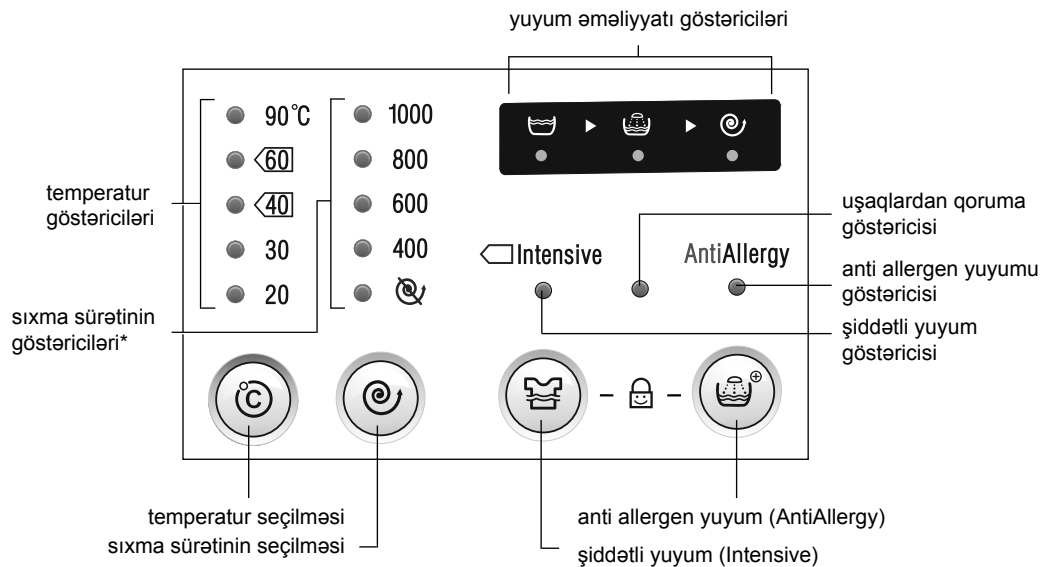 yuyum əməliyyatı göstəriciləri
90°C
60
40
30
20
1000
800
600
400
temperatur
göstəriciləri
sıxma sürətinin
göstəriciləri*
Intensive
AntiAllergy
uşaqlardan qoruma
göstəricisi
anti allergen yuyumu
göstəricisi
şiddətli yuyum
göstəricisi
°C
temperatur seçilməsi
sıxma sürətinin seçilməsi
anti allergen yuyum (AntiAllergy)
şiddətli yuyum (Intensive)